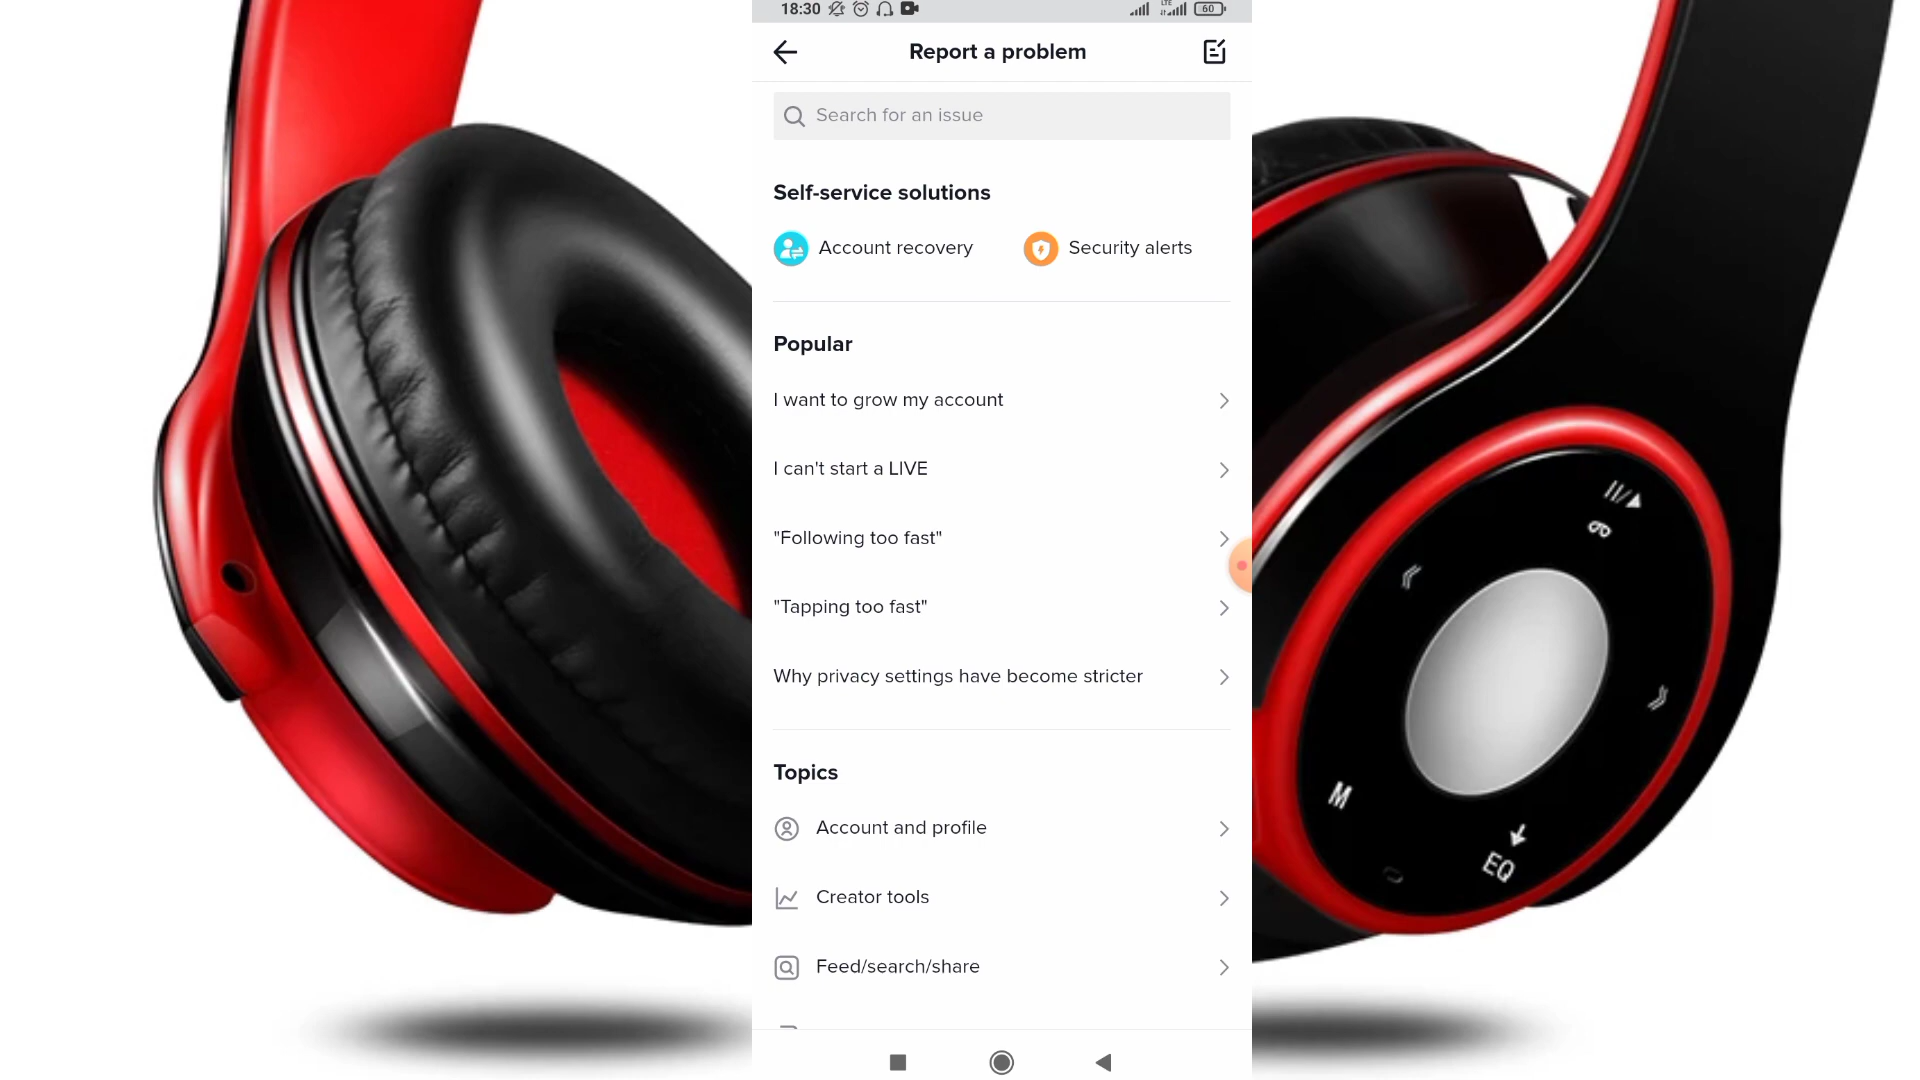 18:30
LTE
60
Report a problem
Search for an issue
Self-service solutions
Account recovery
Security alerts
Popular
I want to grow my account
I can't start a LIVE
"Following too fast"
"Tapping too fast"
Why privacy settings have become stricter
Topics
Account and profile
Creator tools
Feed/search/share
M
EQ